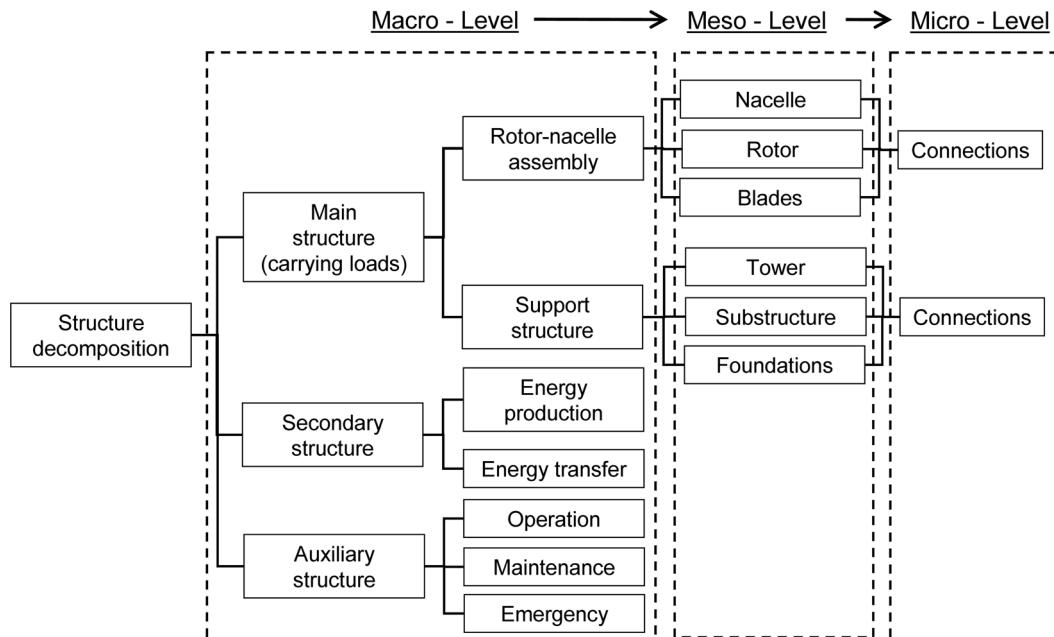 Macro - Level
Meso - Level
Micro - Level
Nacelle
Rotor-nacelle
assembly
Rotor
Connections
Blades
Main
structure
(carrying loads)
Tower
Support
structure
Substructure
Connections
Foundations
Structure
decomposition
Energy
production
Secondary
structure
Energy transfer
Operation
Auxiliary
structure
Maintenance
Emergency